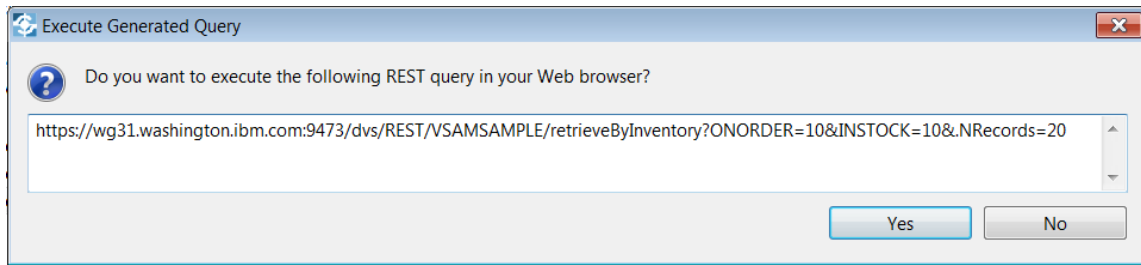 Execute Generated Query
Do you want to execute the following REST query in your Web browser?
https://wg31.washington.ibm.com:9473/dvs/REST/VSAMSAMPLE/retrieveByInventory?ONORDER=10&INSTOCK=10&.NRecords=20
Yes
No